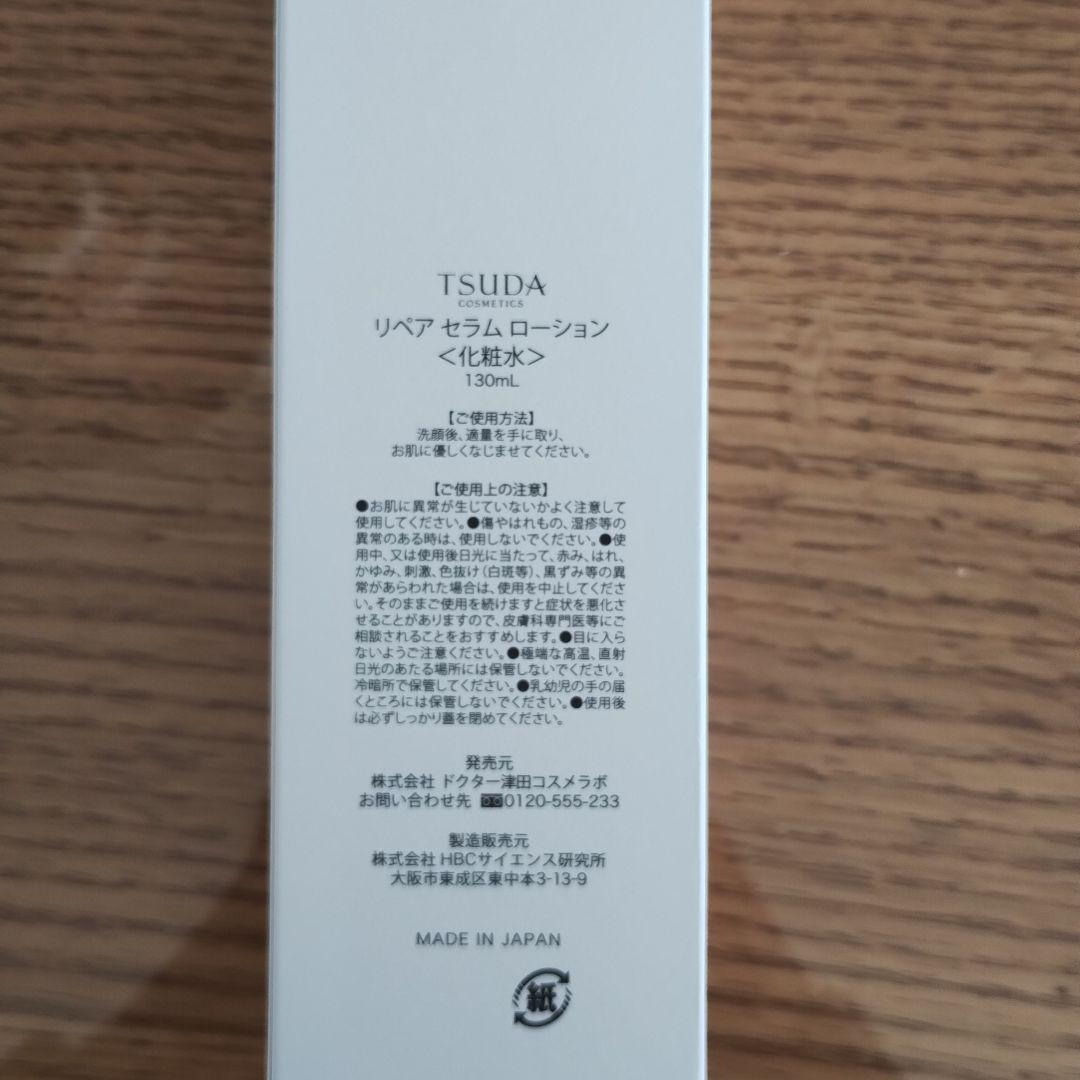 TSUDA
COSMETICS
リペア セラム ローション
＜化粧水＞
130mL
【ご使用方法】
洗顔後、適量を手に取り、
お肌に優しくなじませてください。
【ご使用上の注意】
●お肌に異常が生じていないかよく注意して
使用してください。●傷やはれもの、湿疹等の
異常のある時は、使用しないでください。●使
用中、又は使用後日光に当たって、赤み、はれ、
かゆみ、刺激、色抜け（白斑等）、黒ずみ等の異
常があらわれた場合は、使用を中止してくださ
い。そのままご使用を続けますと症状を悪化さ
せることがありますので、皮膚科専門医等にご
相談されることをおすすめします。●目に入ら
ないようご注意ください。●極端な高温、直射
日光のあたる場所には保管しないでください。
冷暗所で保管してください。●乳幼児の手の届
くところには保管しないでください。●使用後
は必ずしっかり蓋を閉めてください。
発売元
株式会社 ドクター津田コスメラボ
お問い合わせ先 0120-555-233
製造販売元
株式会社 HBCサイエンス研究所
大阪市東成区東中本3-13-9
MADE IN JAPAN
紙